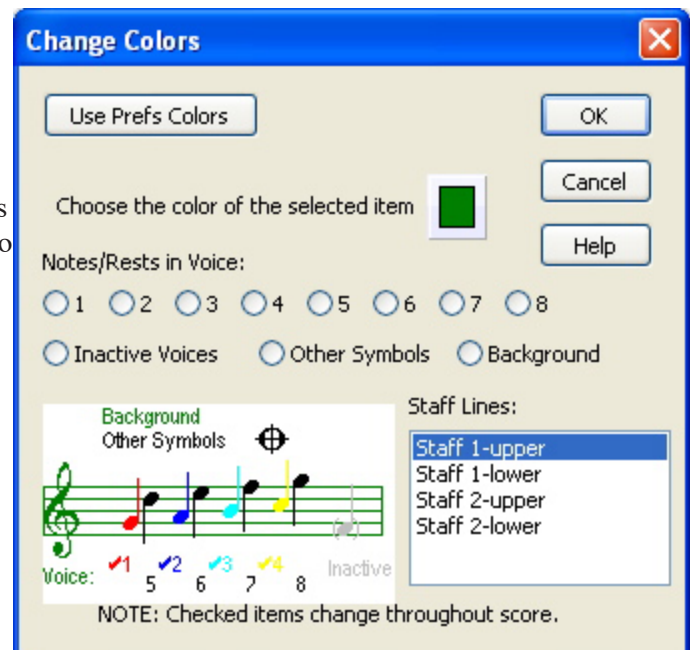 Change Colors
Use Prefs Colors
OK
Cancel
Choose the color of the selected item
s
o
Help
Notes/Rests in Voice:
1 2 3 4 5 6 7 8
Inactive Voices Other Symbols Background
Staff Lines:
Background
Other Symbols
Staff 1-upper
Staff 1-lower
Staff 2-upper
Staff 2-lower
Voice: ✓1 ✓2 ✓3 ✓4 Inactive
5 6 7 8
NOTE: Checked items change throughout score.